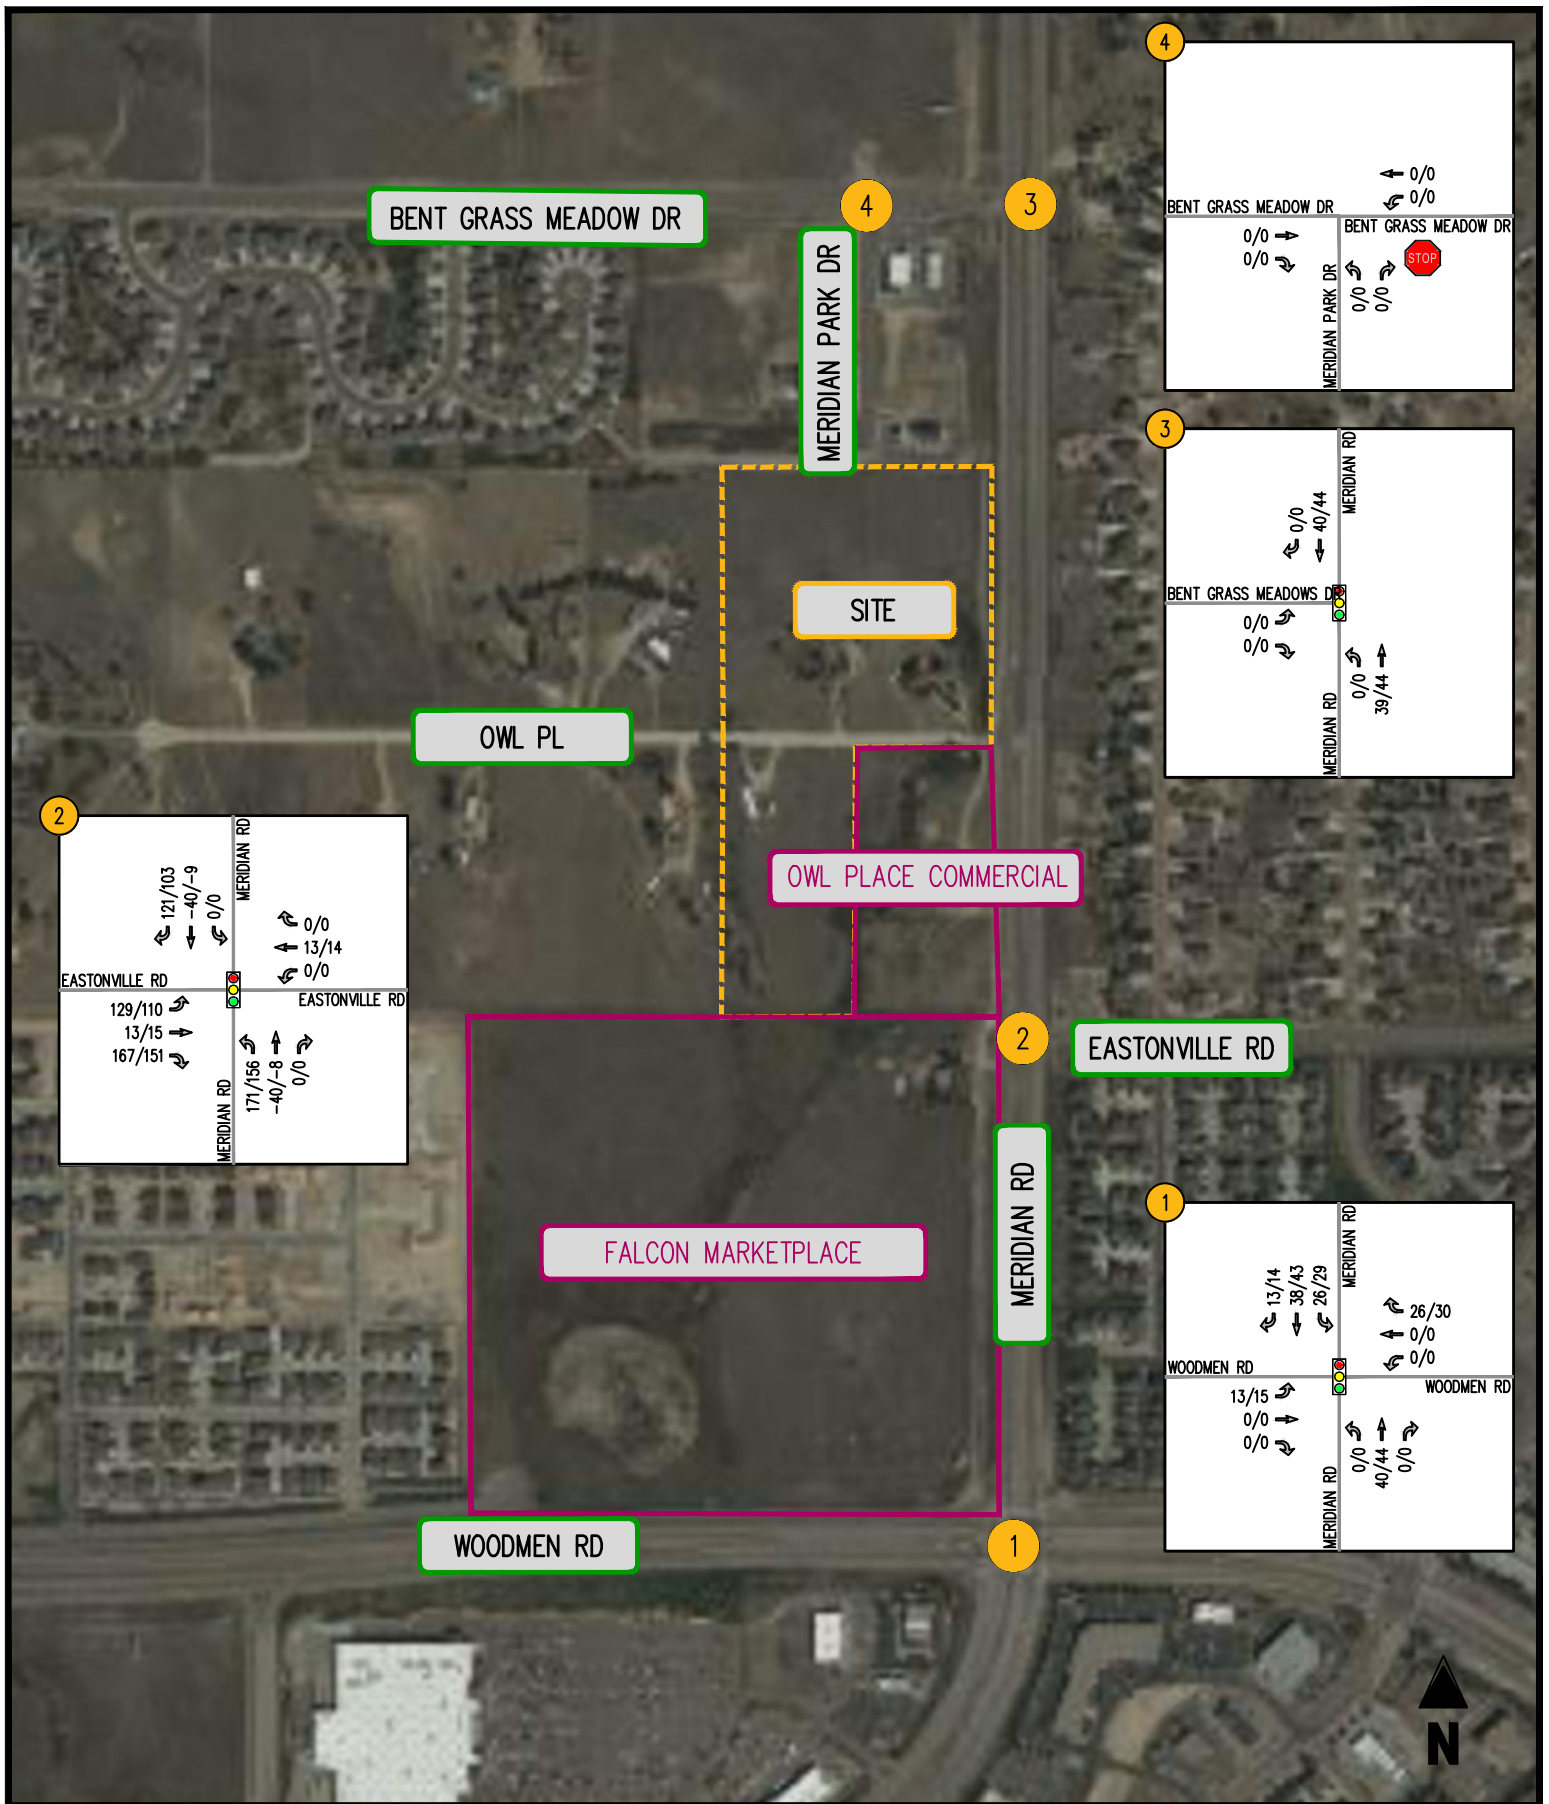 4
0/0
0/0
BENT GRASS MEADOW DR
BENT GRASS MEADOW DR
0/0
0/0
STOP
0/0
0/0
MERIDIAN PARK DR
BENT GRASS MEADOW DR
4
3
MERIDIAN PARK DR
3
MERIDIAN RD
0/0
40/44
BENT GRASS MEADOWS DR
0/0
0/0
0/0
39/44
MERIDIAN RD
SITE
OWL PL
OWL PLACE COMMERCIAL
2
MERIDIAN RD
121/103
-40/-9
0/0
0/0
13/14
0/0
EASTONVILLE RD
EASTONVILLE RD
129/110
13/15
167/151
171/156
-40/-8
0/0
MERIDIAN RD
2
EASTONVILLE RD
MERIDIAN RD
FALCON MARKETPLACE
1
MERIDIAN RD
13/14
38/43
26/29
26/30
0/0
0/0
WOODMEN RD
WOODMEN RD
13/15
0/0
0/0
0/0
40/44
0/0
MERIDIAN RD
WOODMEN RD
1
N